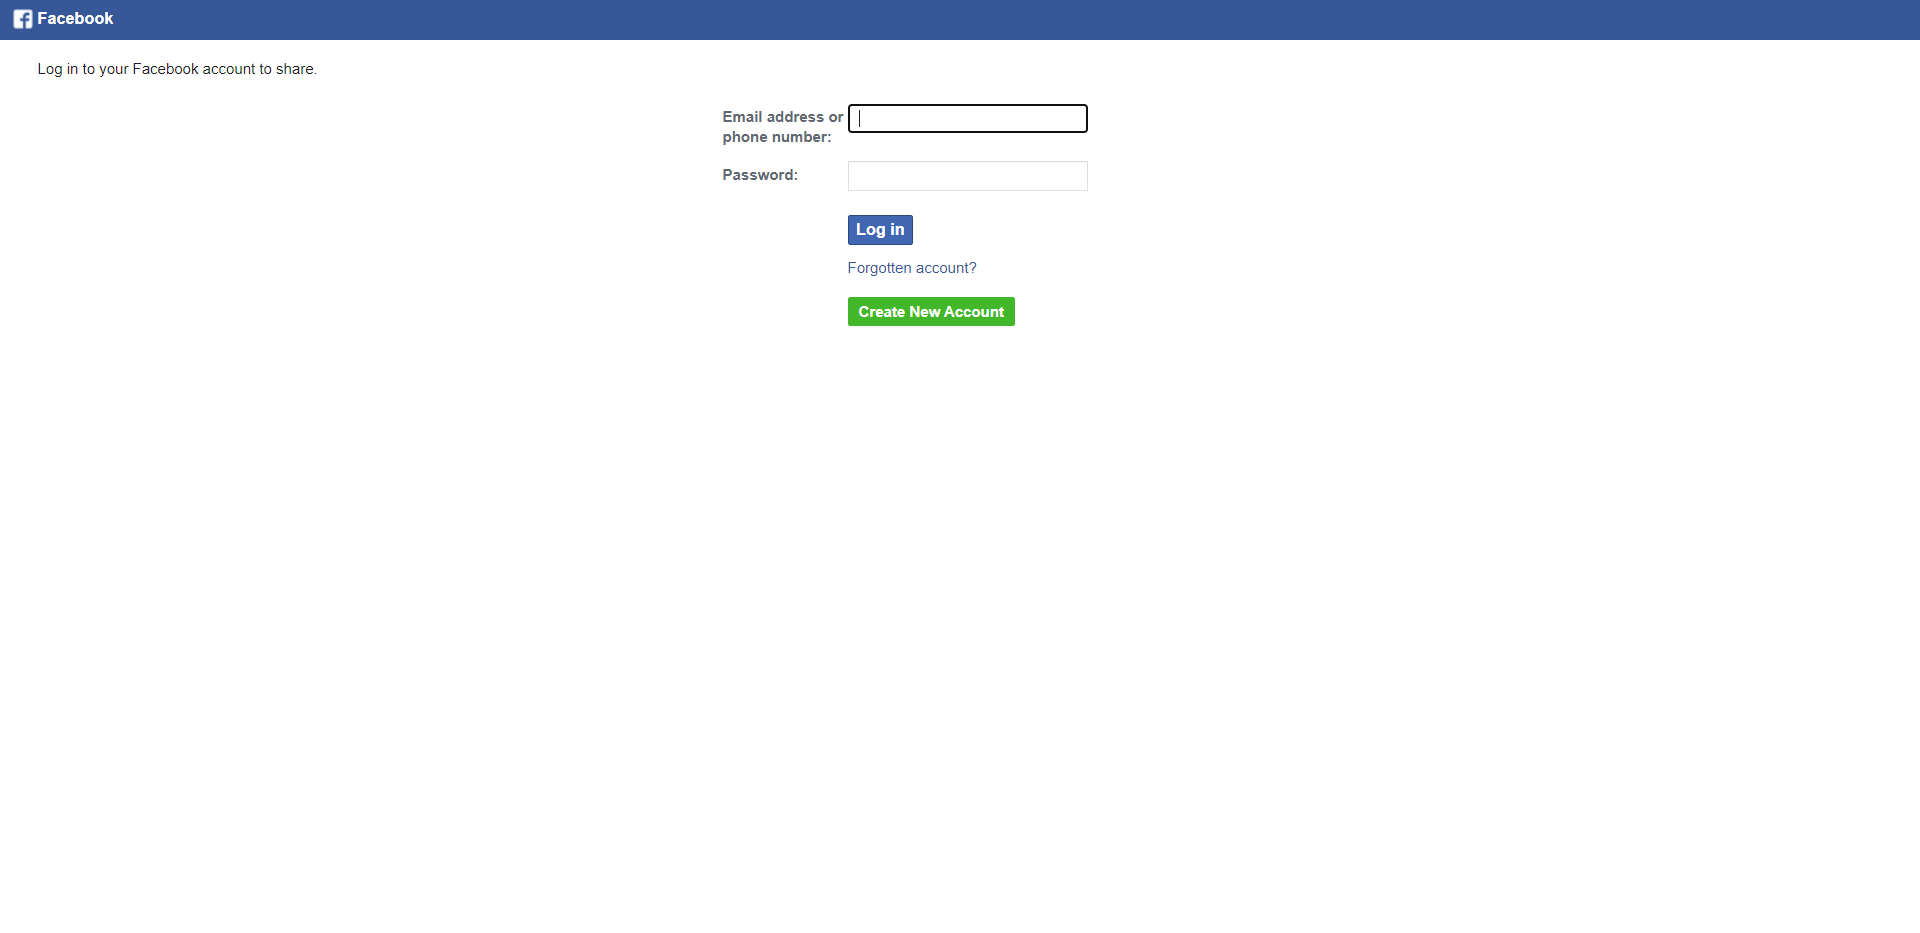 Facebook
Log in to your Facebook account to share.
Email address or
phone number:
Password:
Log in
Forgotten account?
Create New Account